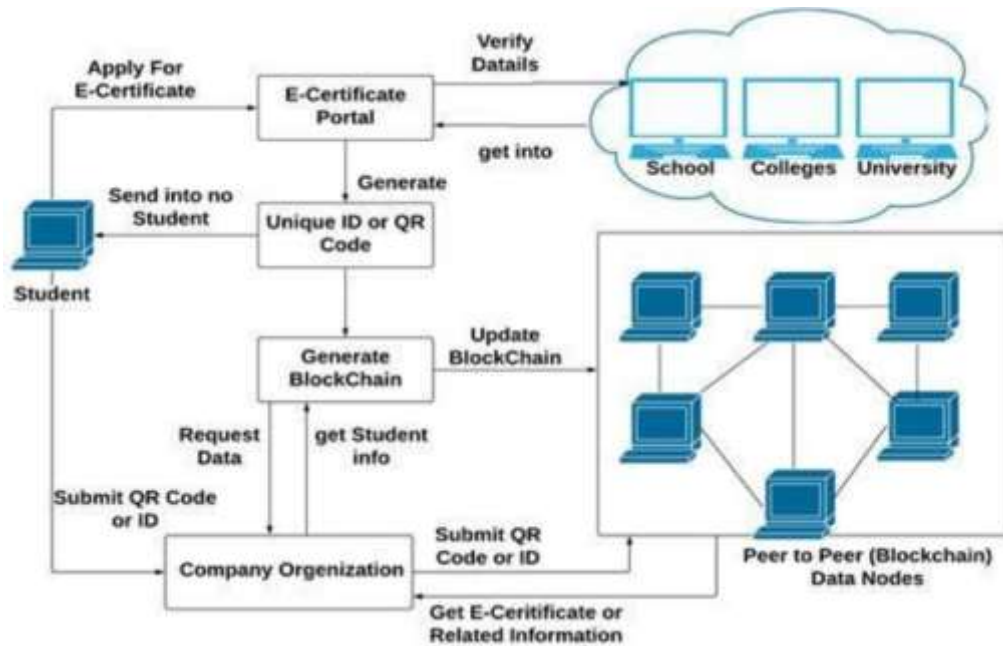 Apply For
E-Certificate
E-Certificate
Portal
Verify
Datails
get into
School
Colleges
University
Generate
Send into no
Student
Unique ID or QR
Code
Student
Generate
BlockChain
Update
BlockChain
Request
Data
get Student
info
Submit QR Code
or ID
Company Orgenization
Submit QR
Code or ID
Peer to Peer (Blockchain)
Data Nodes
Get E-Ceritificate or
Related Information